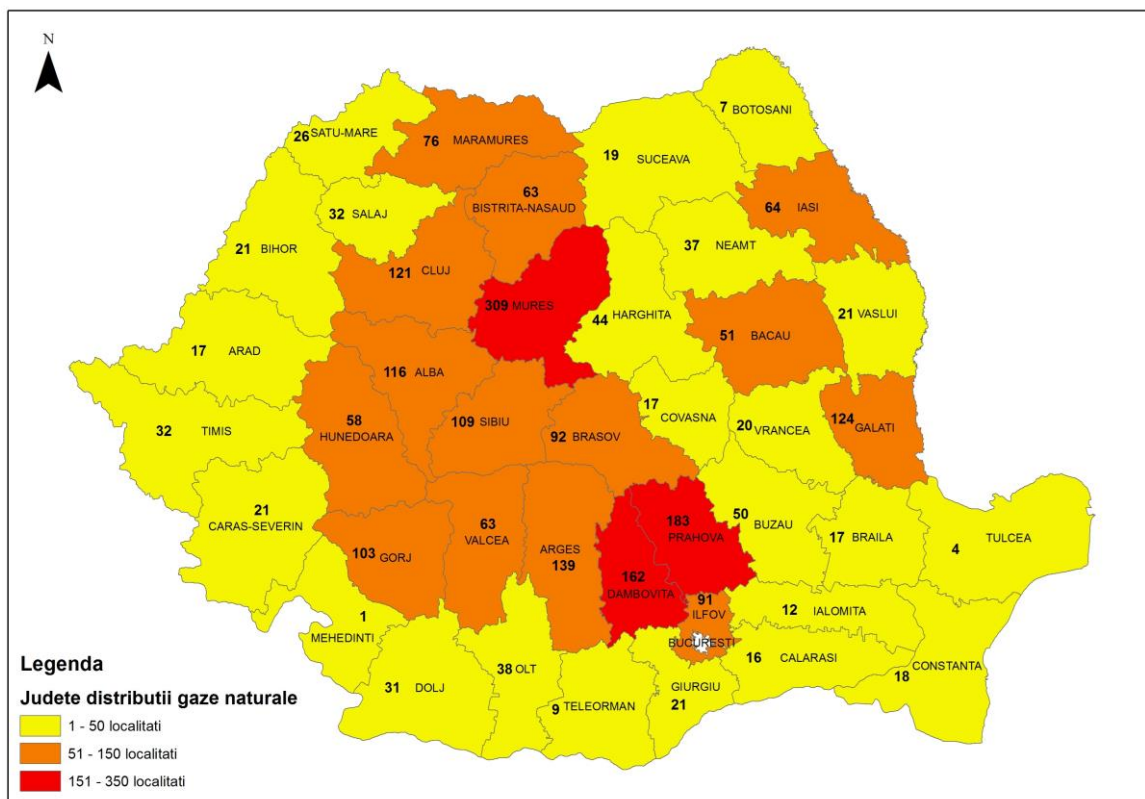 N
7 BOTOSANI
26 SATU-MARE
76 MARAMURES
19 SUCEAVA
63
BISTRITA-NASAUD
64 IASI
32 SALAJ
37 NEAMT
21 BIHOR
121 CLUJ
309 MURES
44 HARGHITA
51 BACAU
21 VASLUI
17 ARAD
116 ALBA
109 SIBIU
92 BRASOV
17 COVASNA
20 VRANCEA
124 GALATI
58
HUNEDOARA
32 TIMIS
21
CARAS-SEVERIN
103 GORJ
63
VALCEA
ARGES
139
162
DAMBOVITA
183
PRAHOVA
50 BUZAU
17 BRAILA
4 TULCEA
91
ILFOV
BUCURESTI
12 IALOMITA
1
MEHEDINTI
16 CALARASI
CONSTANTA
18
31 DOLJ
38 OLT
9 TELEORMAN
GIURGIU
21
Legenda
Judete distributii gaze naturale
1 - 50 localitati
51 - 150 localitati
151 - 350 localitati